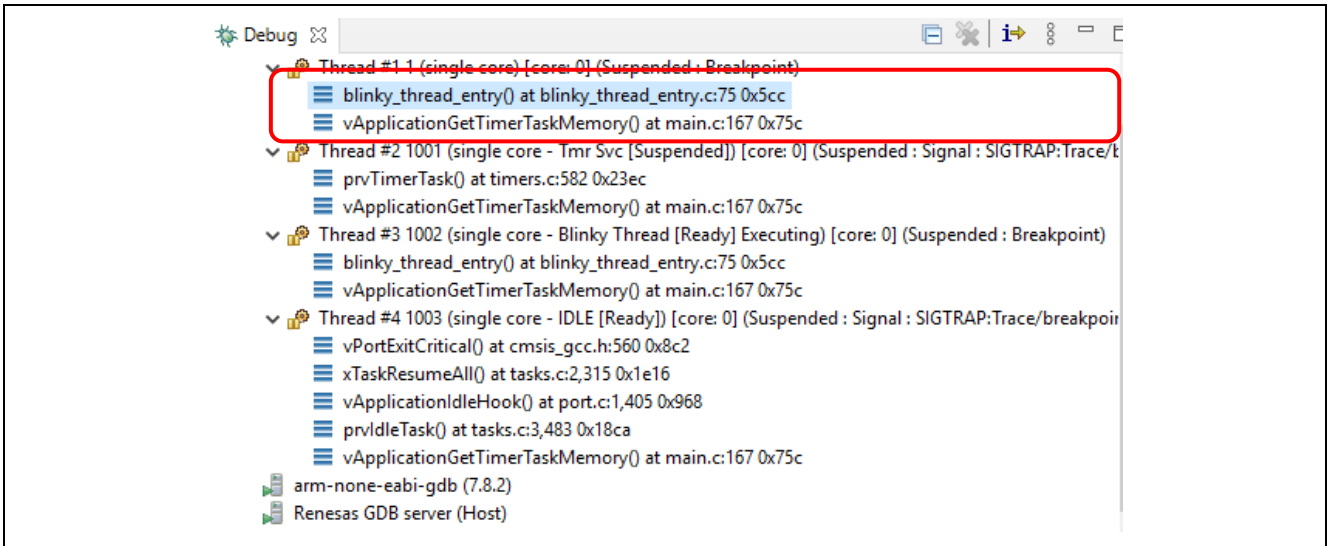 Debug
Thread #1 1 (single core) [core: 0] (Suspended : Breakpoint)
blinky_thread_entry() at blinky_thread_entry.c:75 0x5cc
vApplicationGetTimerTaskMemory() at main.c:167 0x75c
Thread #2 1001 (single core - Tmr Svc [Suspended]) [core: 0] (Suspended : Signal : SIGTRAP:Trace/b
prvTimerTask() at timers.c:582 0x23ec
vApplicationGetTimerTaskMemory() at main.c:167 0x75c
Thread #3 1002 (single core - Blinky Thread [Ready] Executing) [core: 0] (Suspended : Breakpoint)
blinky_thread_entry() at blinky_thread_entry.c:75 0x5cc
vApplicationGetTimerTaskMemory() at main.c:167 0x75c
Thread #4 1003 (single core - IDLE [Ready]) [core: 0] (Suspended : Signal : SIGTRAP:Trace/breakpoin
vPortExitCritical() at cmsis_gcc.h:560 0x8c2
xTaskResumeAll() at tasks.c:2,315 0x1e16
vApplicationIdleHook() at port.c:1,405 0x968
prvIdleTask() at tasks.c:3,483 0x18ca
vApplicationGetTimerTaskMemory() at main.c:167 0x75c
arm-none-eabi-gdb (7.8.2)
Renesas GDB server (Host)